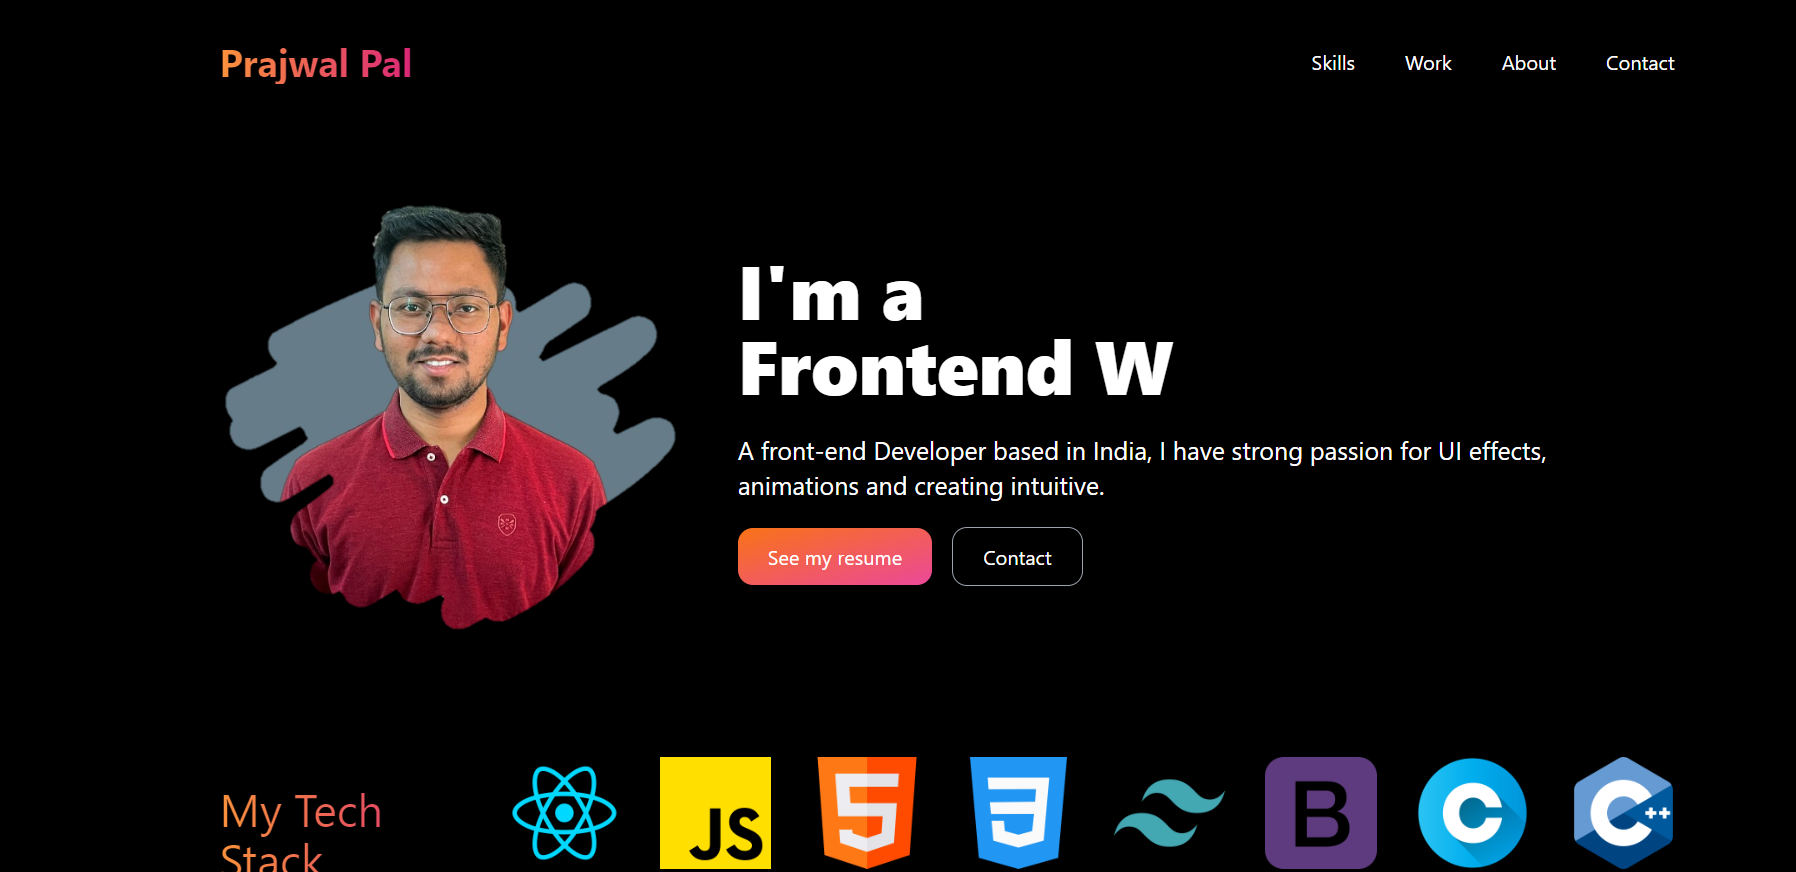 Prajwal Pal
Skills Work About Contact
I'm a
Frontend W
A front-end Developer based in India, I have strong passion for UI effects,
animations and creating intuitive.
See my resume Contact
My Tech
Stack
JS
5
3
B
C
C++